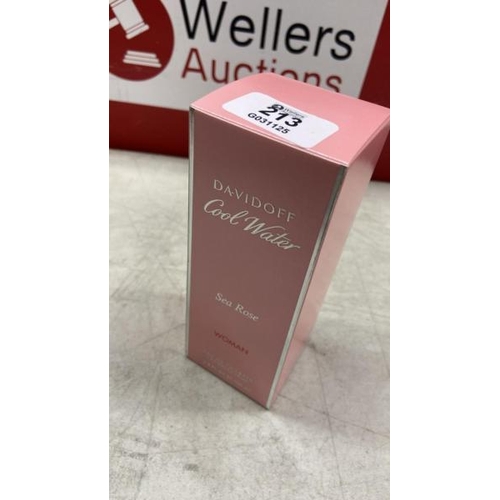 Wellers
Auctions
213
G031125
DAVIDOFF
Cool Water
Sea Rose
WOMAN